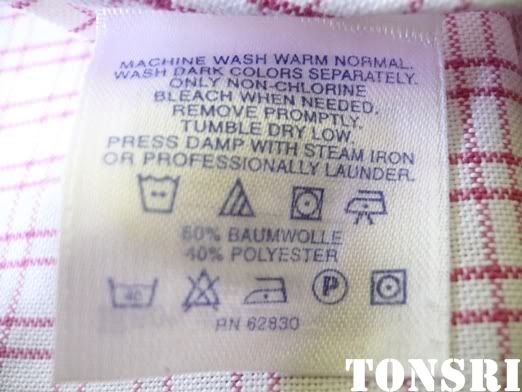 MACHINE WASH WARM NORMAL.
WASH DARK COLORS SEPARATELY.
ONLY NON-CHLORINE
BLEACH WHEN NEEDED.
REMOVE PROMPTLY.
TUMBLE DRY LOW.
PRESS DAMP WITH STEAM IRON
OR PROFESSIONALLY LAUNDER.
60% BAUMWOLLE
40% POLYESTER
40 P
RN 62830
TONSRI